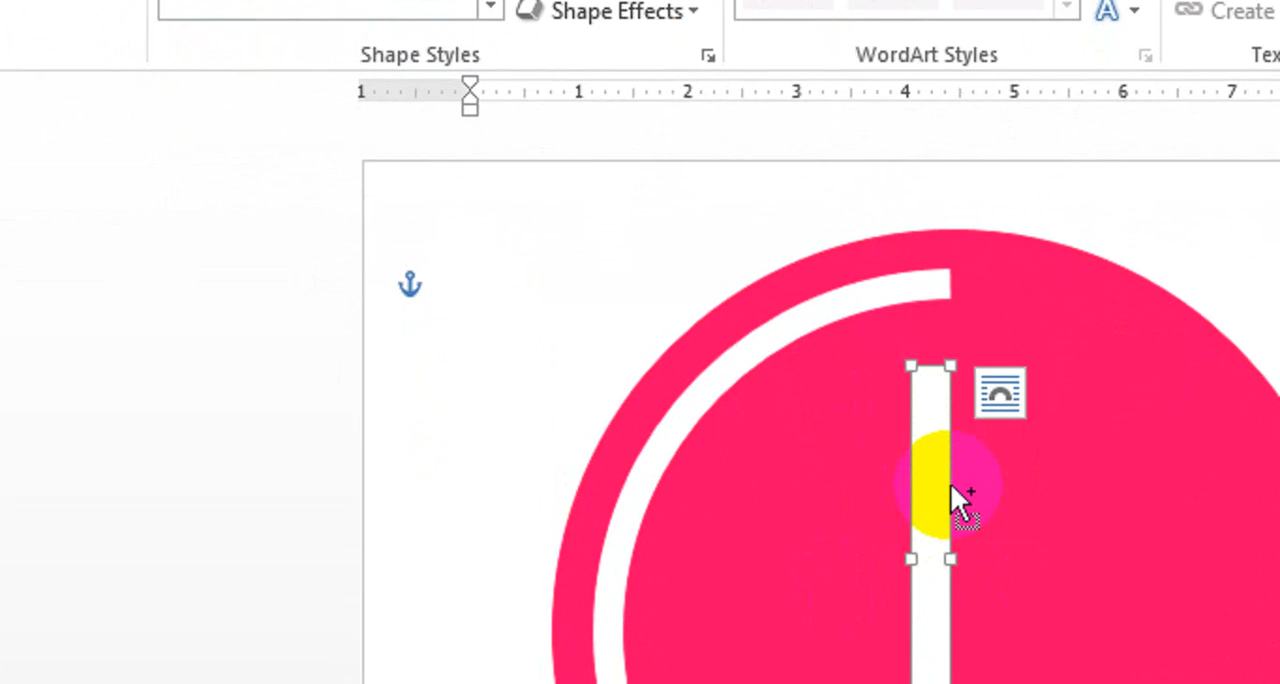 Shape Effects
A
Create
Shape Styles
WordArt Styles
1 1 2 3 4 5 6 7